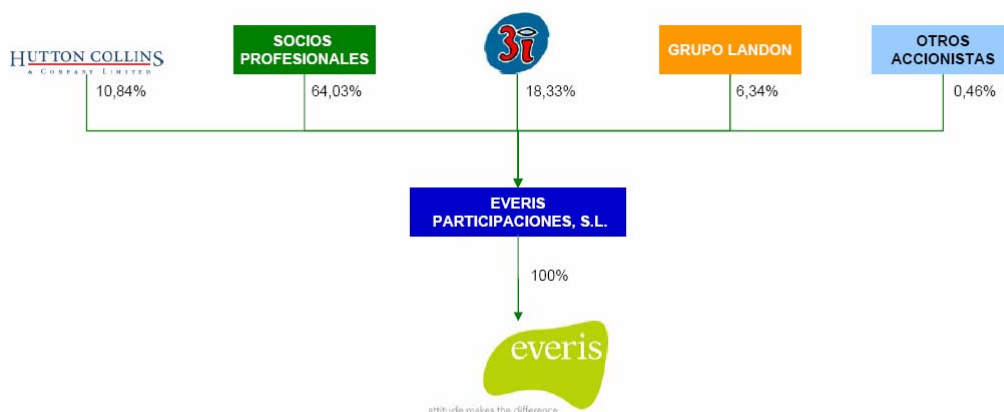 HUTTON COLLINS
& COMPANY LIMITED
SOCIOS
PROFESIONALES
3i
GRUPO LANDON
OTROS
ACCIONISTAS
10,84%
64,03%
18,33%
6,34%
0,46%
EVERIS
PARTICIPACIONES, S.L.
100%
everis
attitude makes the difference